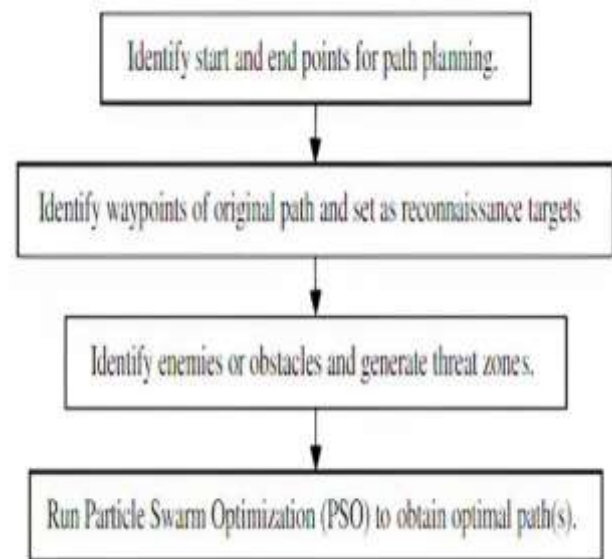 Identify start and end points for path planning.
Identify waypoints of original path and set as reconnaissance targets
Identify enemies or obstacles and generate threat zones.
Run Particle Swarm Optimization (PSO) to obtain optimal path(s).